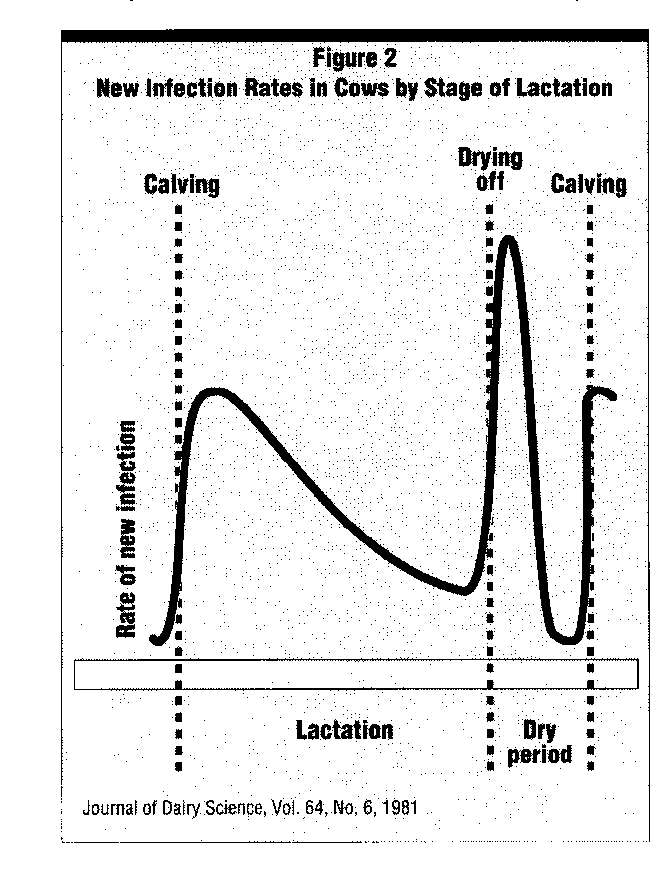 Figure 2
New Infection Rates in Cows by Stage of Lactation
Drying
off
Calving
Calving
Rate of new infection
Lactation
Dry
period
Journal of Dairy Science, Vol. 64, No. 6, 1981